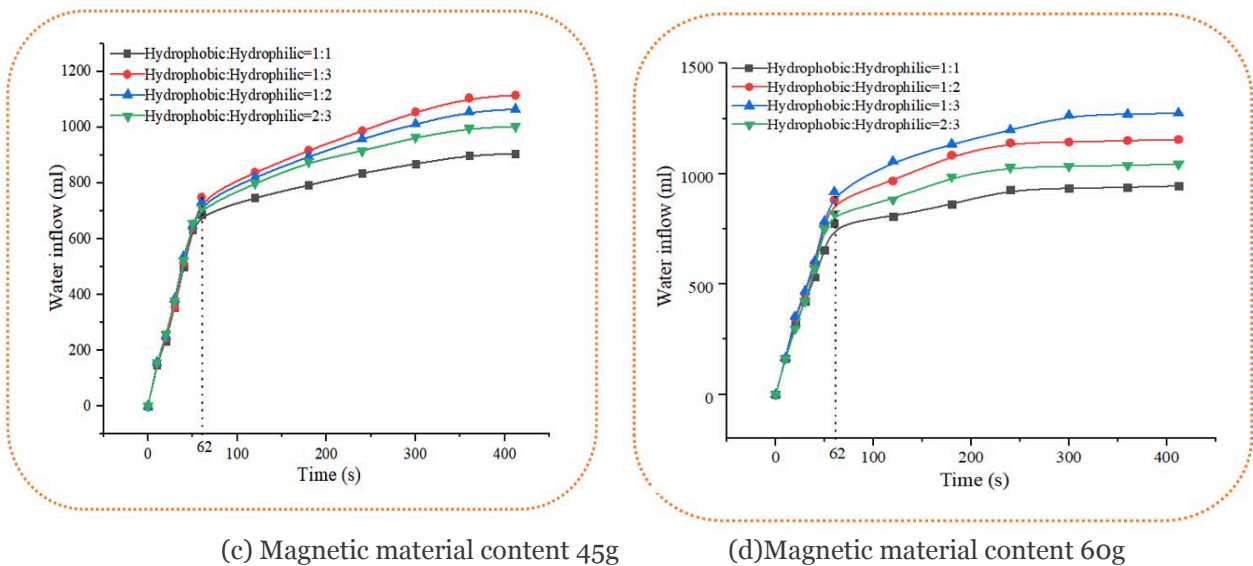 Hydrophobic:Hydrophilic=1:1
Hydrophobic:Hydrophilic=1:3
Hydrophobic:Hydrophilic=1:2
Hydrophobic:Hydrophilic=2:3
1200
1000
800
600
400
200
0
Water inflow (ml)
0
62
100
200
300
400
Time (s)
(c) Magnetic material content 45g
Hydrophobic:Hydrophilic=1:1
Hydrophobic:Hydrophilic=1:2
Hydrophobic:Hydrophilic=1:3
Hydrophobic:Hydrophilic=2:3
1500
1000
500
0
Water inflow (ml)
0
62
100
200
300
400
Time (s)
(d)Magnetic material content 60g